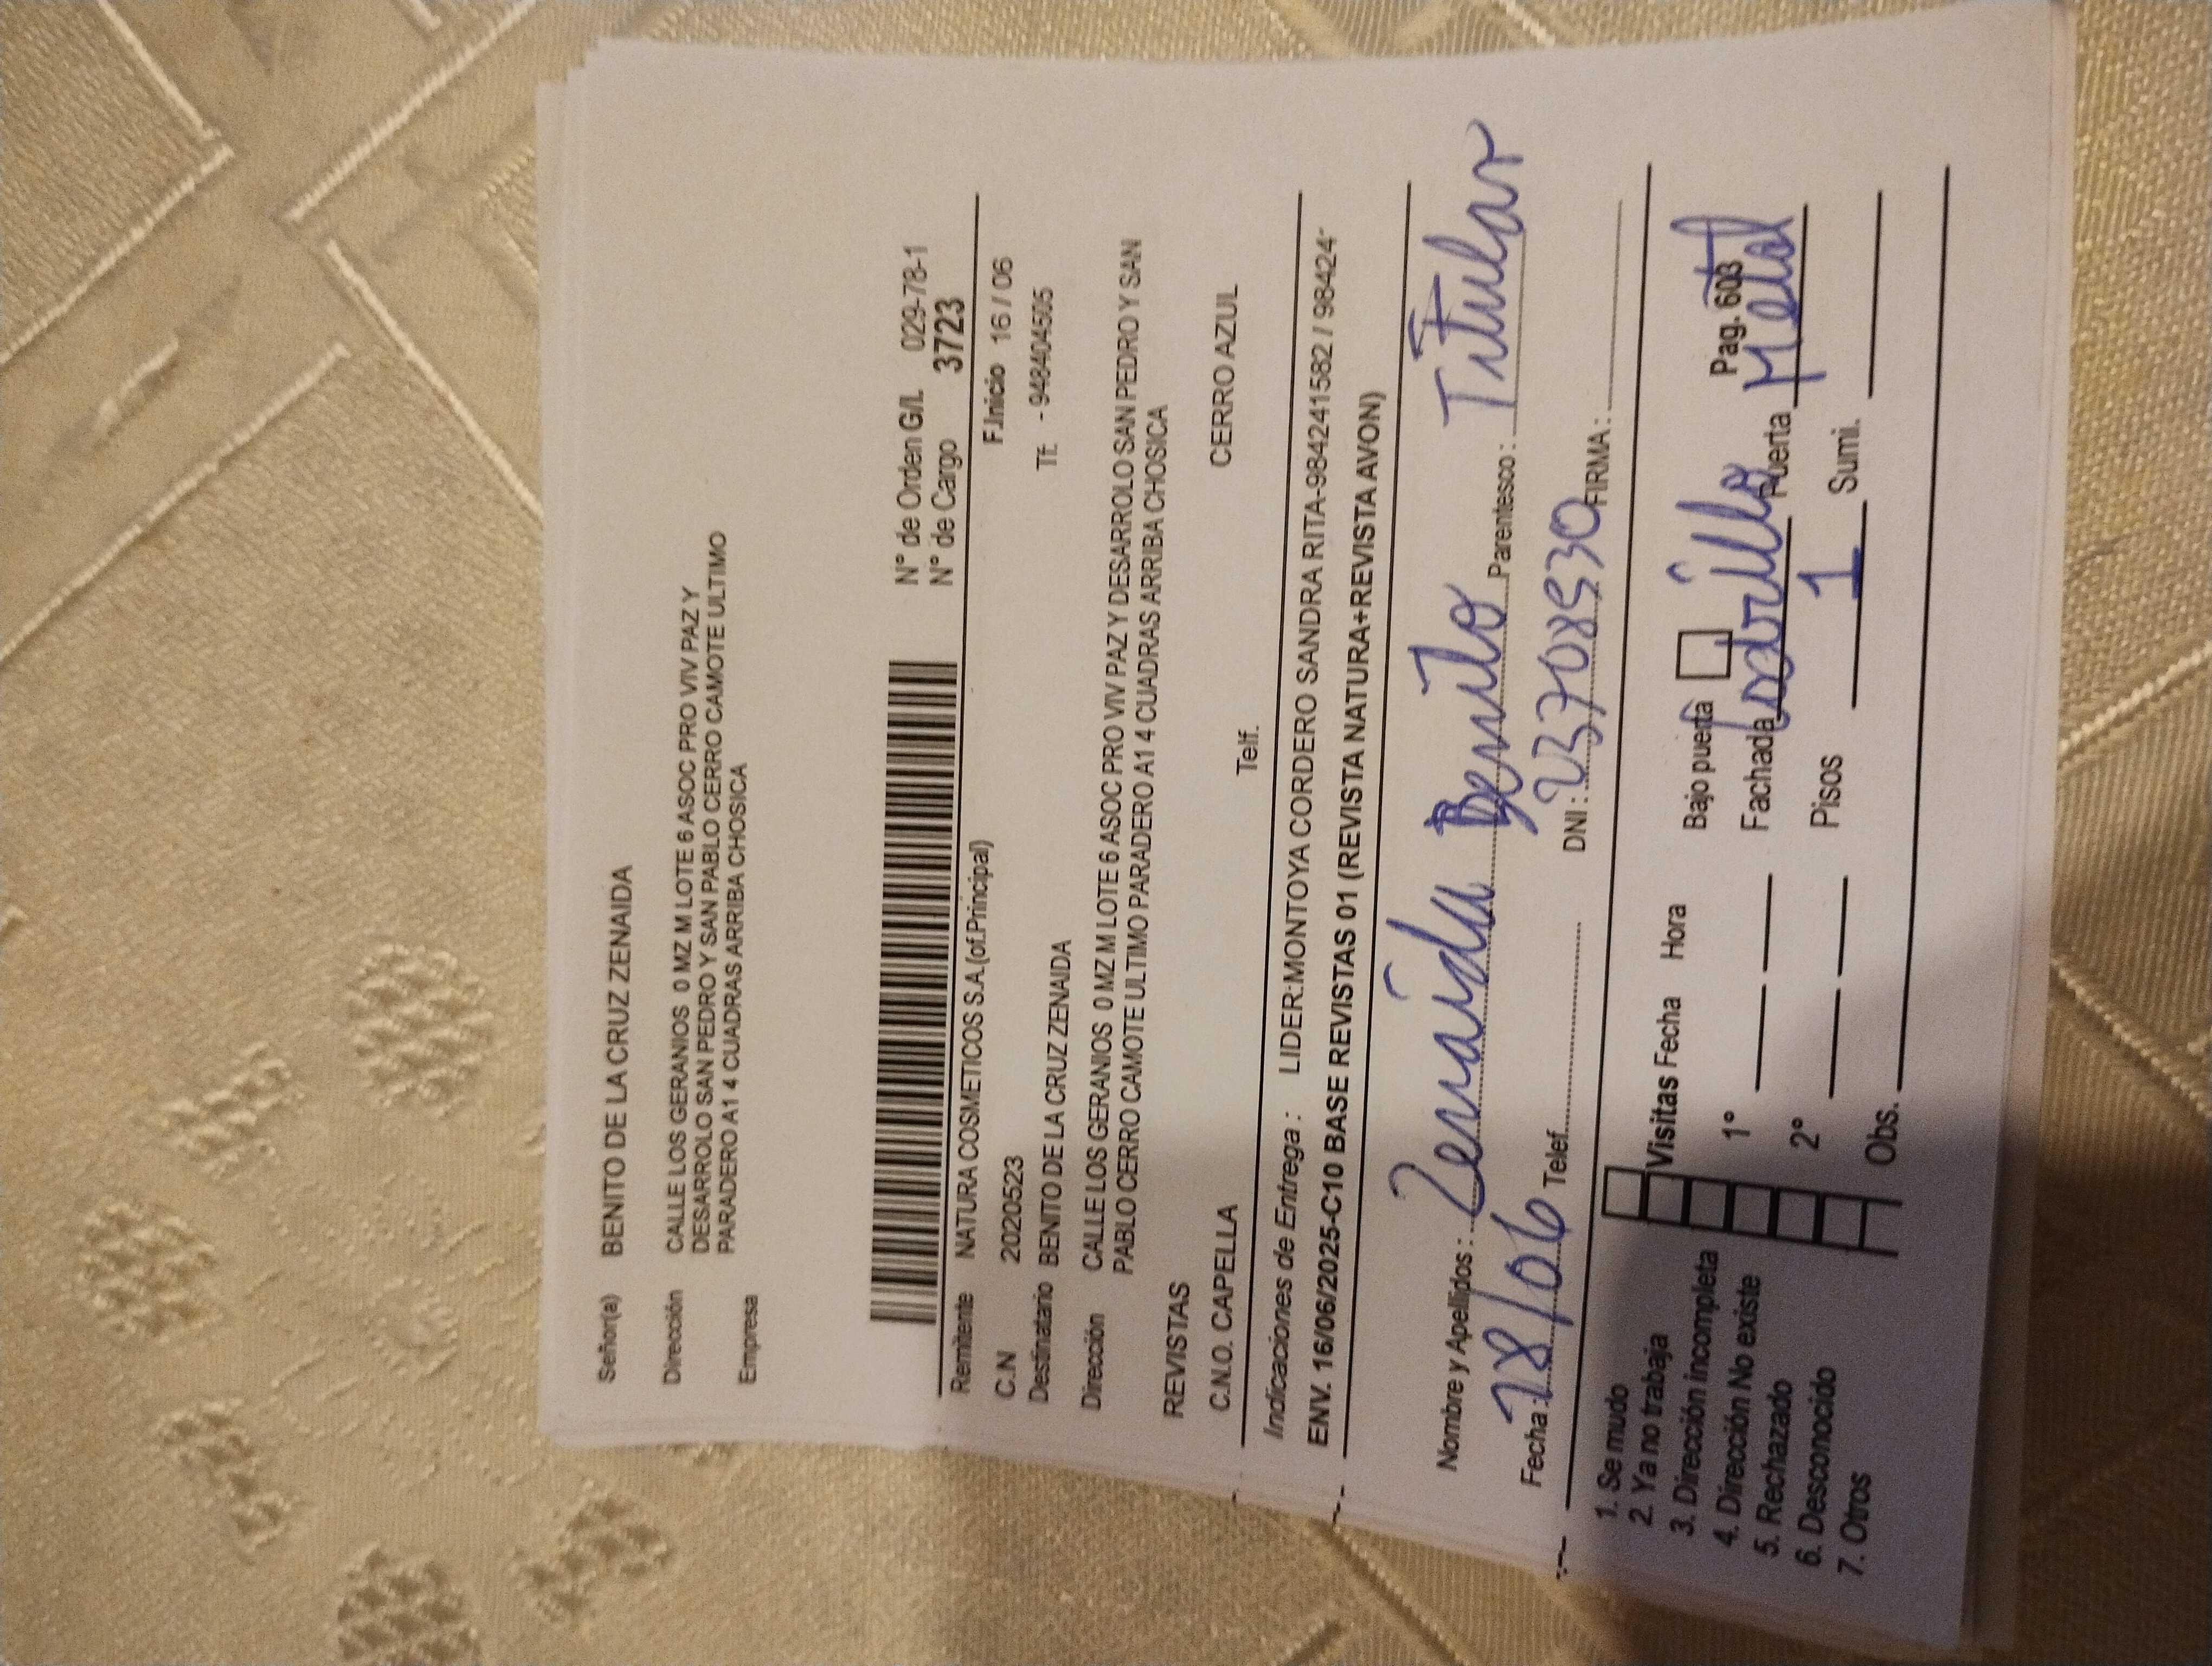 Señor(a) BENITO DE LA CRUZ ZENAIDA
Dirección CALLE LOS GERANIOS 0 MZ M LOTE 6 ASOC PRO VIV PAZ Y
DESARROLO SAN PEDRO Y SAN PABLO CERRO CAMOTE ULTIMO
PARADERO A1 4 CUADRAS ARRIBA CHOSICA
Empresa
N° de Orden G/L 029-78-1
N° de Cargo 3723
Remitente NATURA COSMETICOS S.A.(of.Principal) F.Inicio 16 / 06
C.N 2020523
Destinatario BENITO DE LA CRUZ ZENAIDA Tf. - 948404505
Dirección CALLE LOS GERANIOS 0 MZ M LOTE 6 ASOC PRO VIV PAZ Y DESARROLO SAN PEDRO Y SAN
PABLO CERRO CAMOTE ULTIMO PARADERO A1 4 CUADRAS ARRIBA CHOSICA
REVISTAS
C.N.O. CAPELLA Telf. CERRO AZUL
Indicaciones de Entrega : LIDER:MONTOYA CORDERO SANDRA RITA-984241582 / 98424-
ENV. 16/06/2025-C10 BASE REVISTAS 01 (REVISTA NATURA+REVISTA AVON)
Nombre y Apellidos : Zenaida Benito Parentesco : Titular
Fecha : 18/06 Telef. DNI : FIRMA :
1. Se mudo
2. Ya no trabaja Visitas Fecha Hora Bajo puerta Pag. 603
3. Dirección incompleta 1° Fachada Ladrillo Puerta Metal
4. Dirección No existe
5. Rechazado 2° Pisos 1 Sumi.
6. Desconocido
7. Otros Obs.